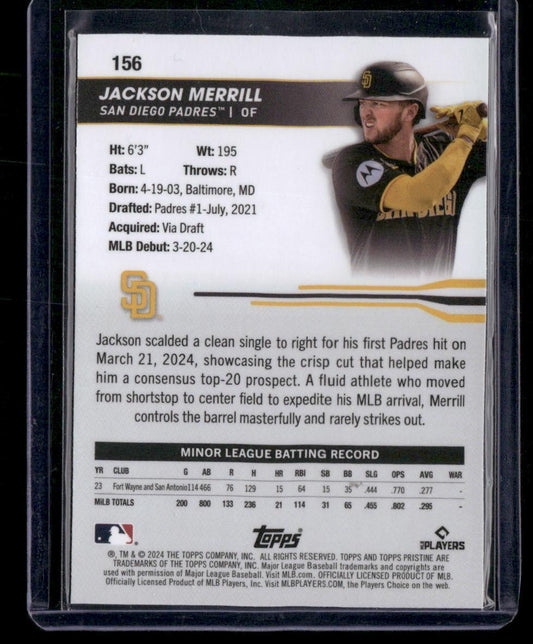 156
JACKSON MERRILL
SAN DIEGO PADRES™ | OF
Ht: 6'3" Wt: 195
Bats: L Throws: R
Born: 4-19-03, Baltimore, MD
Drafted: Padres #1-July, 2021
Acquired: Via Draft
MLB Debut: 3-20-24
SD
Jackson scalded a clean single to right for his first Padres hit on
March 21, 2024, showcasing the crisp cut that helped make
him a consensus top-20 prospect. A fluid athlete who moved
from shortstop to center field to expedite his MLB arrival, Merrill
controls the barrel masterfully and rarely strikes out.
MINOR LEAGUE BATTING RECORD
YR CLUB G AB R H HR RBI SB BB SLG OPS AVG WAR
23 Fort Wayne and San Antonio 114 466 76 129 15 64 15 35 .444 .770 .277 -
MiLB TOTALS 200 800 133 236 21 114 31 65 .455 .802 .295 -
Topps
PLAYERS
®, TM & © 2024 THE TOPPS COMPANY, INC. ALL RIGHTS RESERVED. TOPPS AND TOPPS PRISTINE ARE
TRADEMARKS OF THE TOPPS COMPANY, INC. Major League Baseball trademarks and copyrights are
used with permission of Major League Baseball. Visit MLB.com. OFFICIALLY LICENSED PRODUCT OF MLB.
Officially Licensed Product of MLB Players, Inc. Visit MLBPLAYERS.COM, the Players Choice on the web.